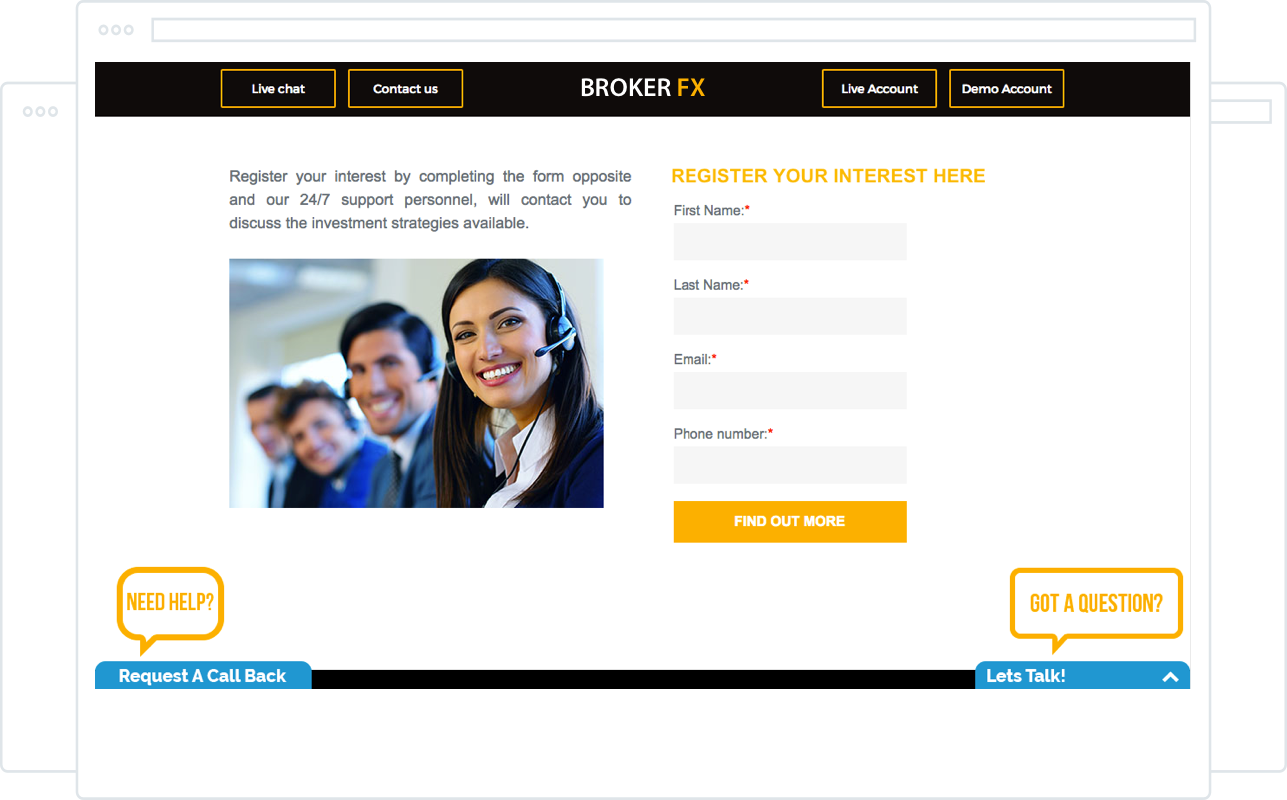 Live chat
Contact us
BROKER FX
Live Account
Demo Account
Register your interest by completing the form opposite
and our 24/7 support personnel, will contact you to
discuss the investment strategies available.
REGISTER YOUR INTEREST HERE
First Name:*
Last Name:*
Email:*
Phone number:*
FIND OUT MORE
NEED HELP?
GOT A QUESTION?
Request A Call Back
Lets Talk!